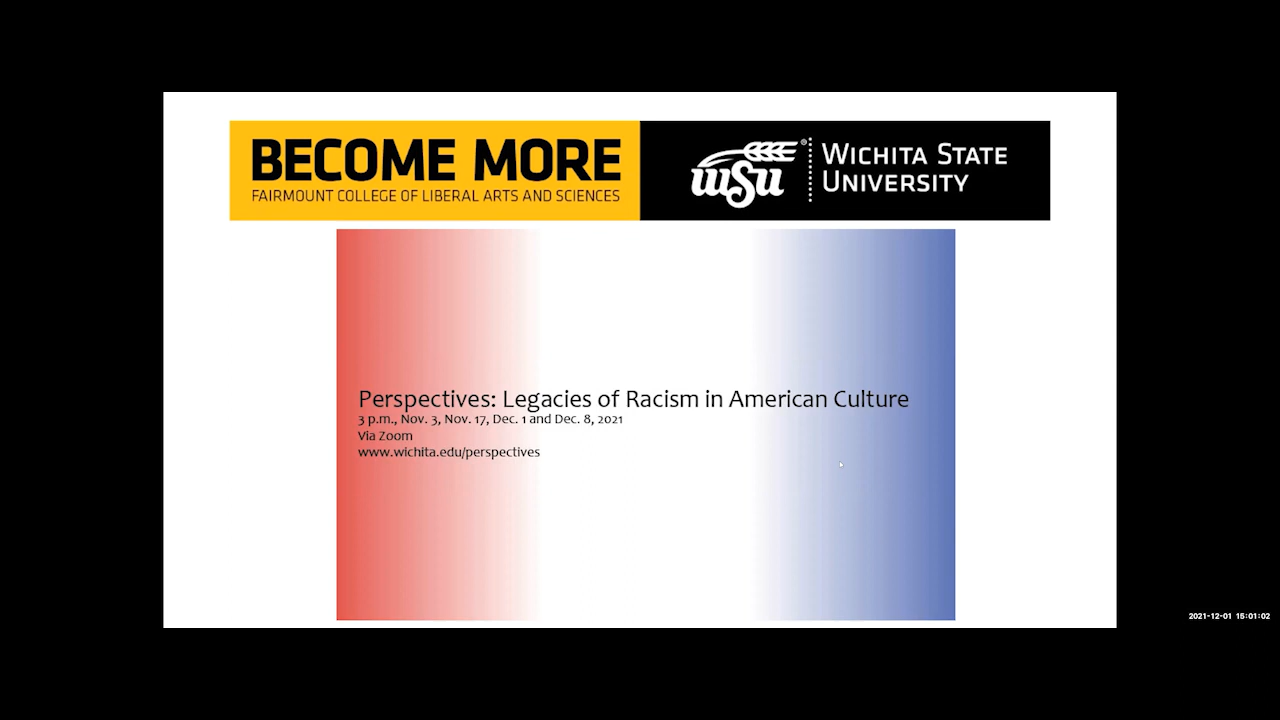 BECOME MORE
FAIRMOUNT COLLEGE OF LIBERAL ARTS AND SCIENCES
wsu®
WICHITA STATE
UNIVERSITY
Perspectives: Legacies of Racism in American Culture
3 p.m., Nov. 3, Nov. 17, Dec. 1 and Dec. 8, 2021
Via Zoom
www.wichita.edu/perspectives
2021-12-01 15:01:02